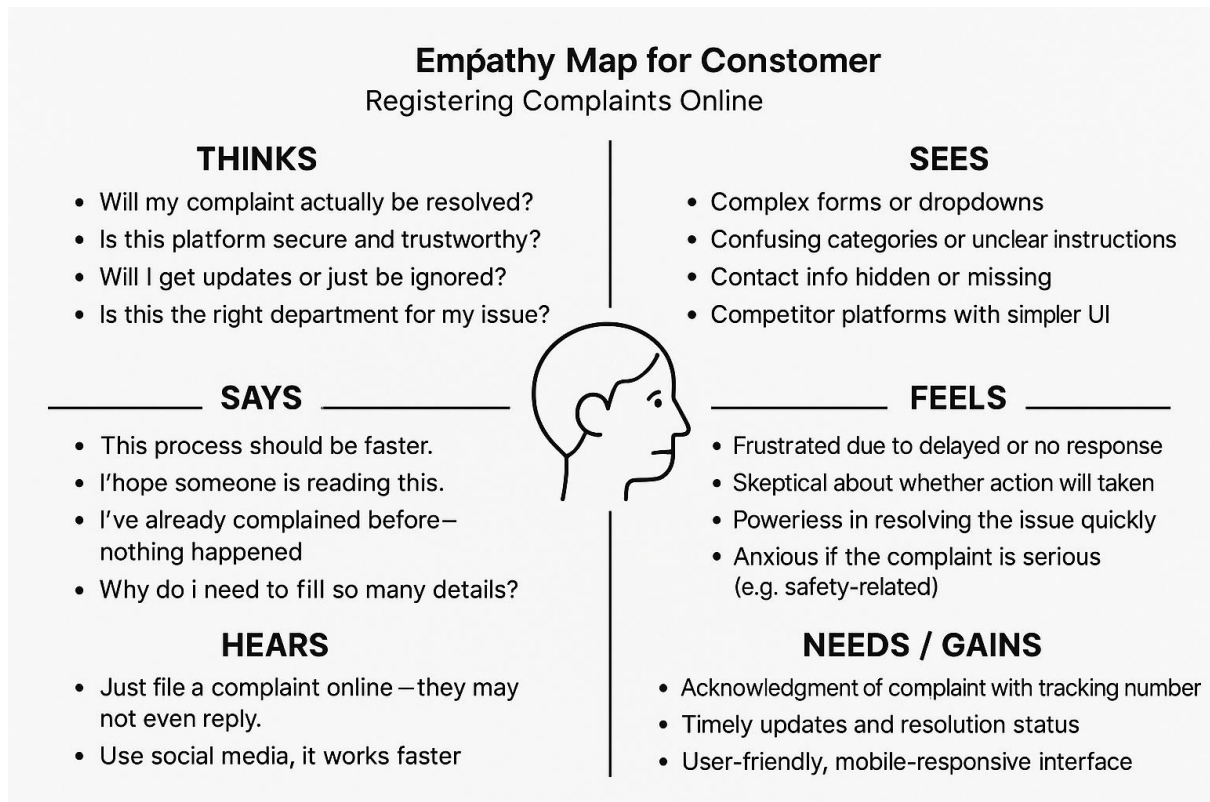 Emṕathy Map for Constomer
Registering Complaints Online
THINKS
• Will my complaint actually be resolved?
• Is this platform secure and trustworthy?
• Will I get updates or just be ignored?
• Is this the right department for my issue?
SEES
• Complex forms or dropdowns
• Confusing categories or unclear instructions
• Contact info hidden or missing
• Competitor platforms with simpler UI
SAYS
• This process should be faster.
• I’hope someone is reading this.
• I’ve already complained before–
nothing happened
• Why do i need to fill so many details?
FEELS
• Frustrated due to delayed or no response
• Skeptical about whether action will taken
• Poweriess in resolving the issue quickly
• Anxious if the complaint is serious
(e.g. safety-related)
HEARS
• Just file a complaint online – they may
not even reply.
• Use social media, it works faster
NEEDS / GAINS
• Acknowledgment of complaint with tracking number
• Timely updates and resolution status
• User-friendly, mobile-responsive interface